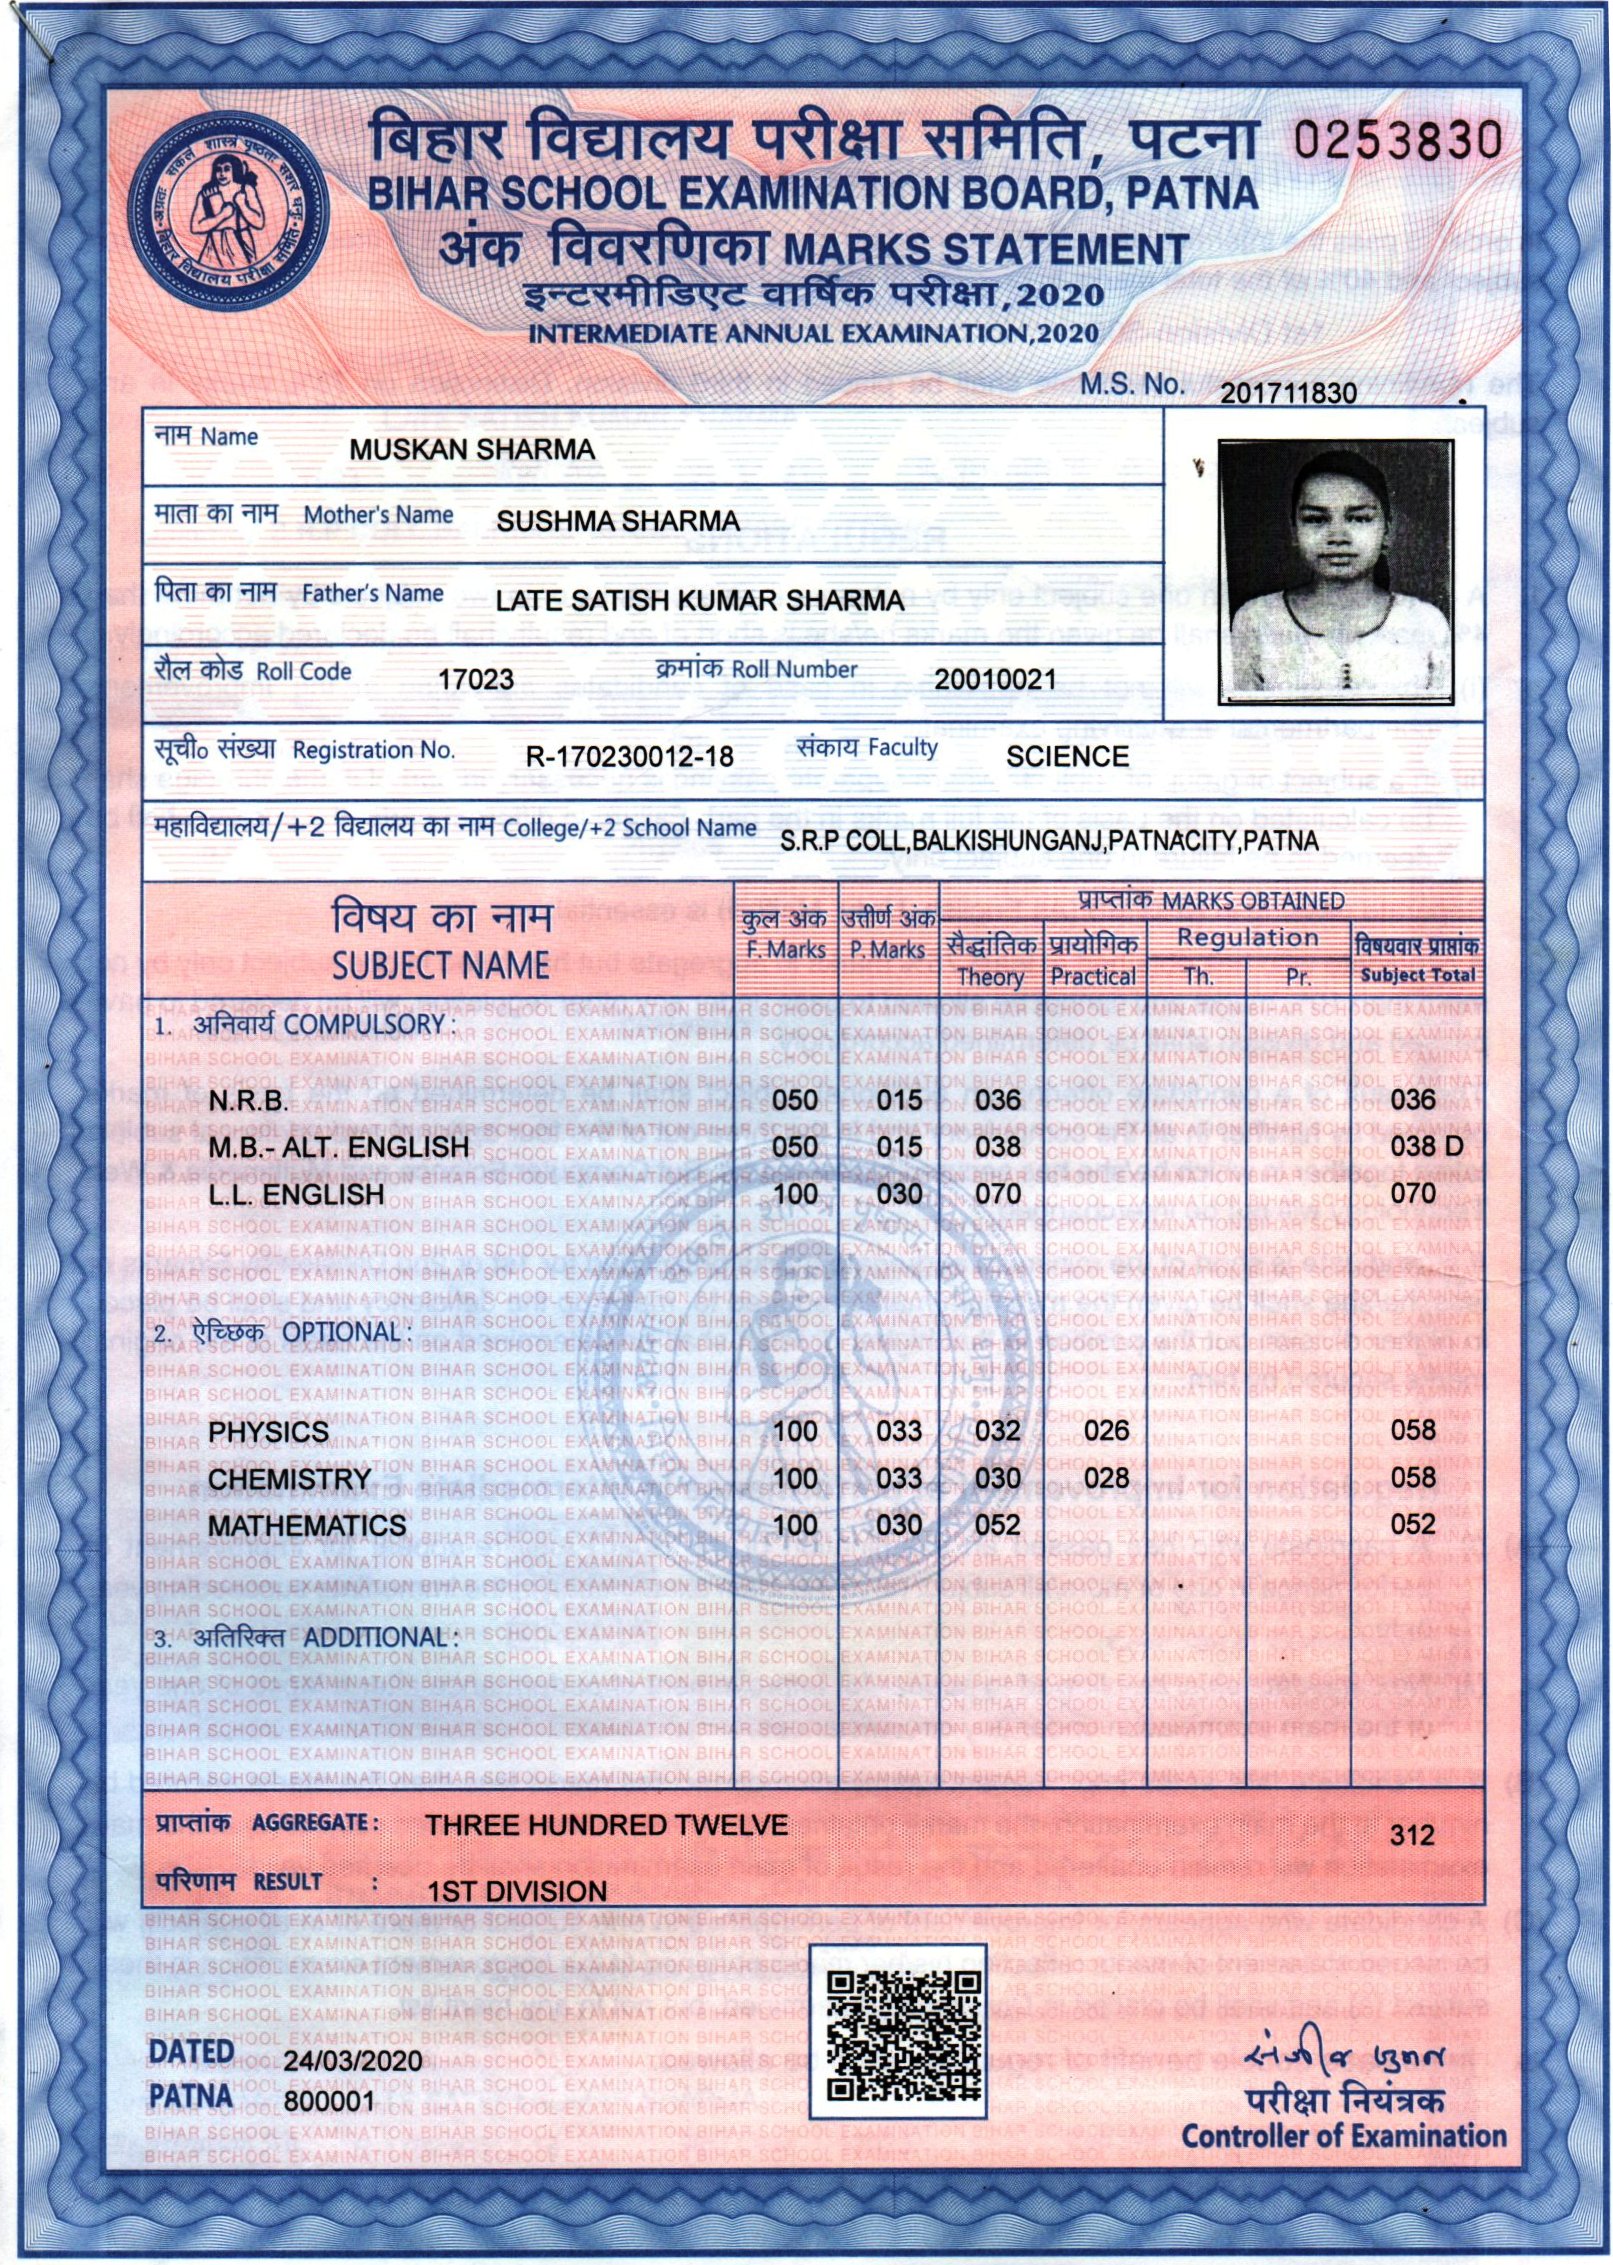 बिहार विद्यालय परीक्षा समिति, पटना 0253830
BIHAR SCHOOL EXAMINATION BOARD, PATNA
अंक विवरणिका MARKS STATEMENT
इन्टरमीडिएट वार्षिक परीक्षा,2020
INTERMEDIATE ANNUAL EXAMINATION,2020
M.S. No. 201711830
नाम Name MUSKAN SHARMA
माता का नाम Mother's Name SUSHMA SHARMA
पिता का नाम Father's Name LATE SATISH KUMAR SHARMA
रौल कोड Roll Code 17023 क्रमांक Roll Number 20010021
सूची० संख्या Registration No. R-170230012-18 संकाय Faculty SCIENCE
महाविद्यालय/+2 विद्यालय का नाम College/+2 School Name S.R.P COLL,BALKISHUNGANJ,PATNACITY,PATNA
विषय का नाम कुल अंक उत्तीर्ण अंक प्राप्तांक MARKS OBTAINED
SUBJECT NAME F. Marks P. Marks सैद्धांतिक प्रायोगिक Regulation विषयवार प्राप्तांक
Theory Practical Th. Pr. Subject Total
1. अनिवार्य COMPULSORY:
N.R.B. 050 015 036 036
M.B.- ALT. ENGLISH 050 015 038 038 D
L.L. ENGLISH 100 030 070 070
2. ऐच्छिक OPTIONAL:
PHYSICS 100 033 032 026 058
CHEMISTRY 100 033 030 028 058
MATHEMATICS 100 030 052 052
3. अतिरिक्त ADDITIONAL:
प्राप्तांक AGGREGATE: THREE HUNDRED TWELVE 312
परिणाम RESULT : 1ST DIVISION
DATED 24/03/2020
PATNA 800001
परीक्षा नियंत्रक
Controller of Examination